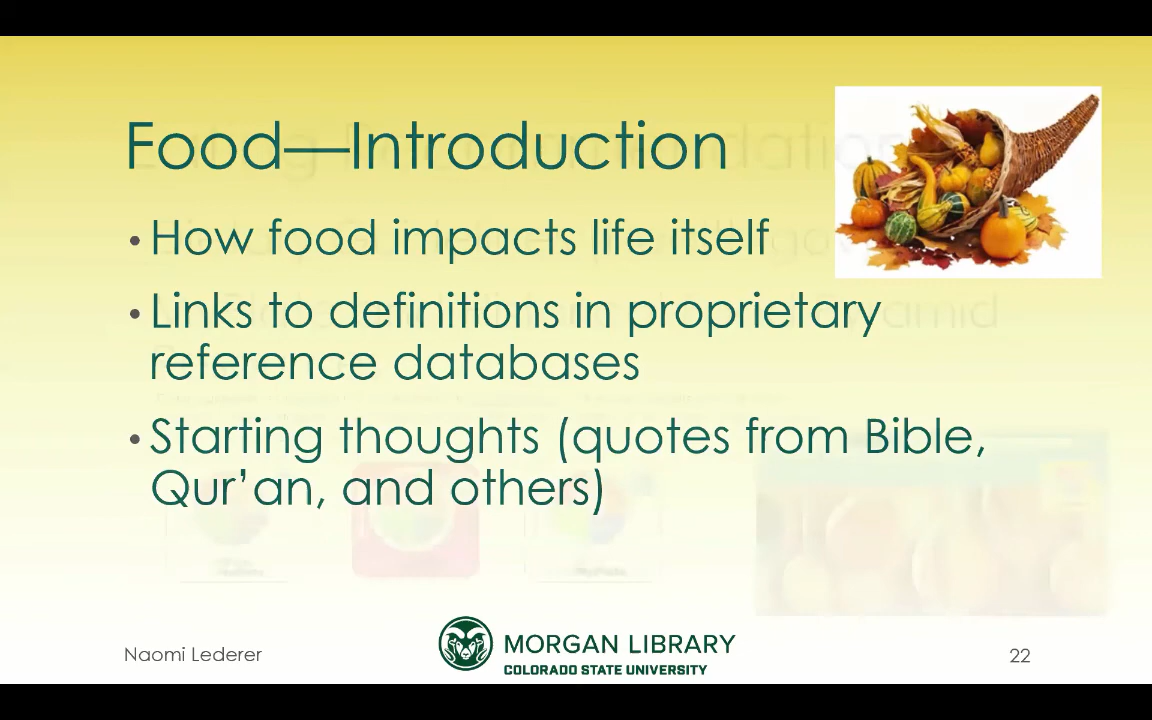 Food—Introduction
• How food impacts life itself
• Links to definitions in proprietary
reference databases
• Starting thoughts (quotes from Bible,
Qur’an, and others)
Naomi Lederer
MORGAN LIBRARY
COLORADO STATE UNIVERSITY
22